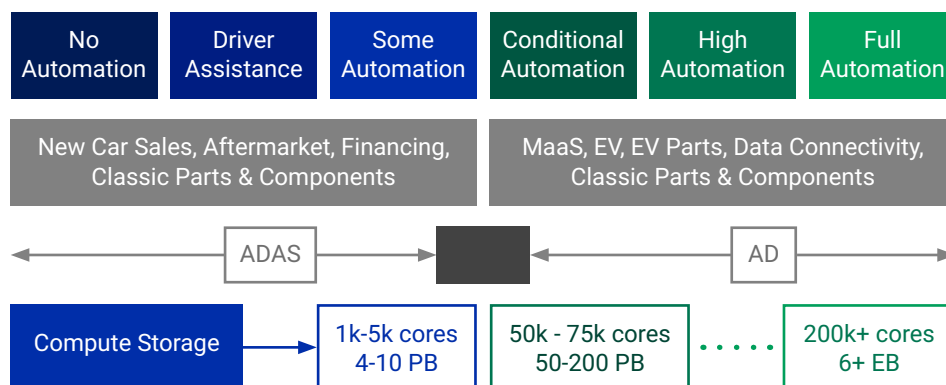 No
Automation
Driver
Assistance
Some
Automation
Conditional
Automation
High
Automation
Full
Automation
New Car Sales, Aftermarket, Financing,
Classic Parts & Components
MaaS, EV, EV Parts, Data Connectivity,
Classic Parts & Components
ADAS
AD
Compute Storage
1k-5k cores
4-10 PB
50k - 75k cores
50-200 PB
200k+ cores
6+ EB